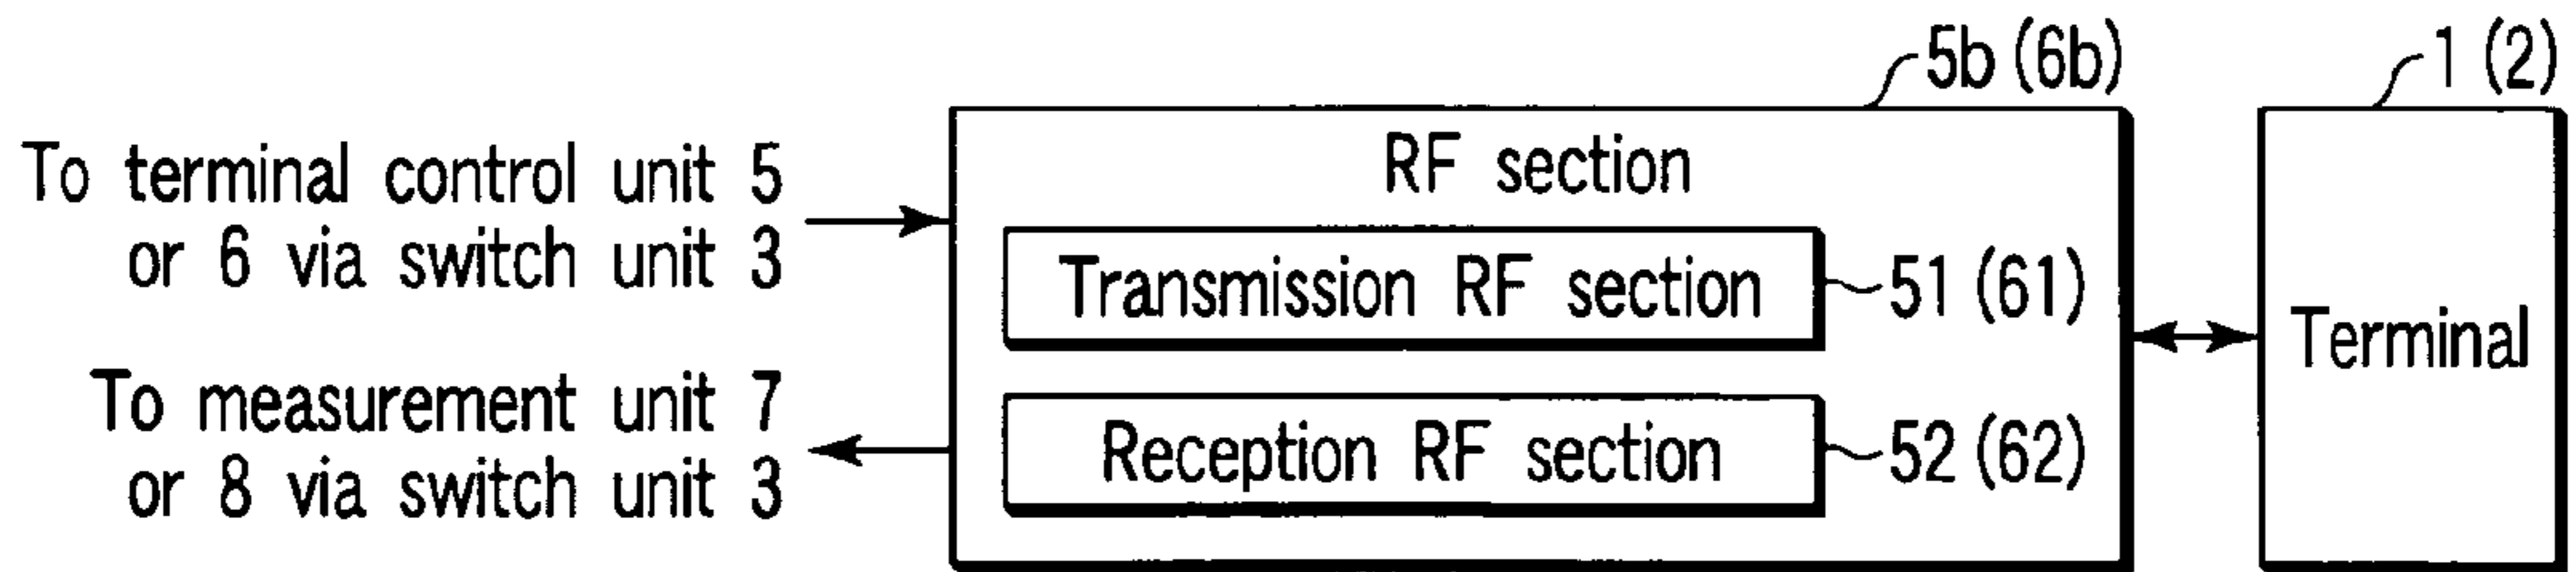 5b (6b)
1 (2)
To terminal control unit 5
or 6 via switch unit 3
RF section
Transmission RF section
51 (61)
Terminal
To measurement unit 7
or 8 via switch unit 3
Reception RF section
52 (62)